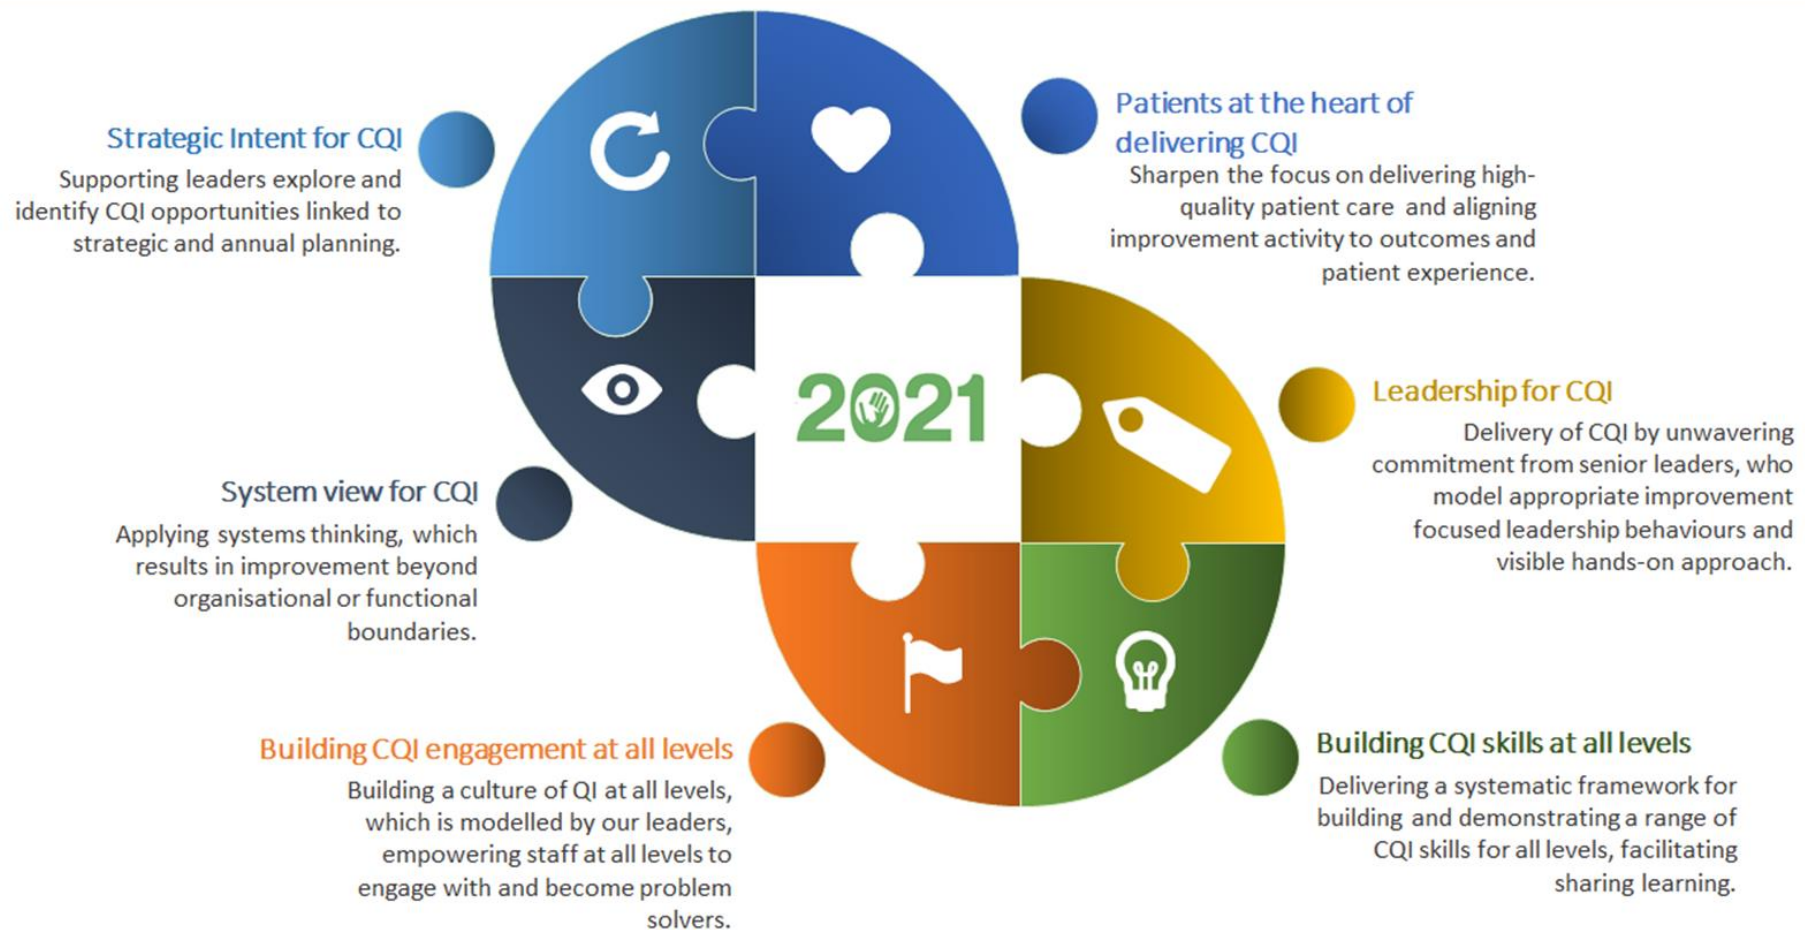 Strategic Intent for CQI
Supporting leaders explore and
identify CQI opportunities linked to
strategic and annual planning.
Patients at the heart of
delivering CQI
Sharpen the focus on delivering high-
quality patient care and aligning
improvement activity to outcomes and
patient experience.
2021
Leadership for CQI
Delivery of CQI by unwavering
commitment from senior leaders, who
model appropriate improvement
focused leadership behaviours and
visible hands-on approach.
System view for CQI
Applying systems thinking, which
results in improvement beyond
organisational or functional
boundaries.
Building CQI engagement at all levels
Building a culture of QI at all levels,
which is modelled by our leaders,
empowering staff at all levels to
engage with and become problem
solvers.
Building CQI skills at all levels
Delivering a systematic framework for
building and demonstrating a range of
CQI skills for all levels, facilitating
sharing learning.